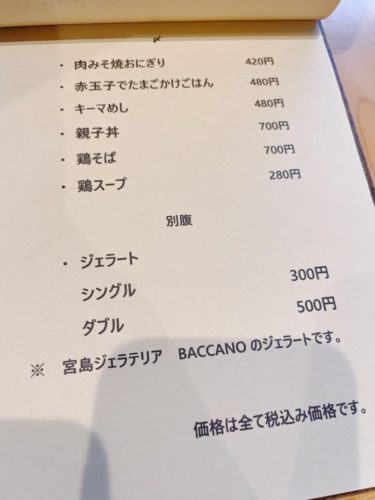 〆
・ 肉みそ焼おにぎり 420円
・ 赤玉子でたまごかけごはん 480円
・ キーマめし 480円
・ 親子丼 700円
・ 鶏そば 700円
・ 鶏スープ 280円
別腹
・ ジェラート
シングル 300円
ダブル 500円
※ 宮島ジェラテリア BACCANO のジェラートです。
価格は全て税込み価格です。